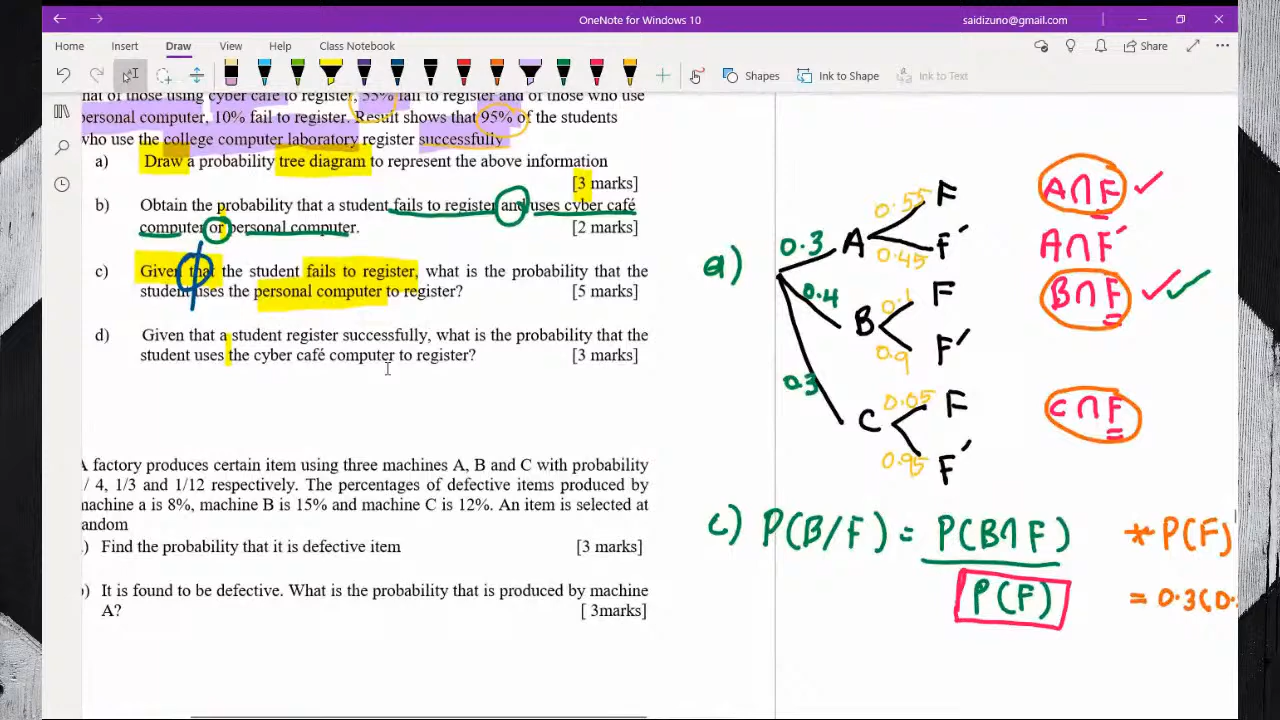 OneNote for Windows 10
saidizuno@gmail.com
Home Insert Draw View Help Class Notebook
Share
Shapes Ink to Shape Ink to Text
hat of those using cyber café to register, 55% fail to register and of those who use
personal computer, 10% fail to register. Result shows that 95% of the students
who use the college computer laboratory register successfully
a) Draw a probability tree diagram to represent the above information
[3 marks]
b) Obtain the probability that a student fails to register and uses cyber café
computer or personal computer. [2 marks]
c) Given that the student fails to register, what is the probability that the
student uses the personal computer to register? [5 marks]
d) Given that a student register successfully, what is the probability that the
student uses the cyber café computer to register? [3 marks]
A factory produces certain item using three machines A, B and C with probability
/ 4, 1/3 and 1/12 respectively. The percentages of defective items produced by
machine a is 8%, machine B is 15% and machine C is 12%. An item is selected at
andom
) Find the probability that it is defective item [3 marks]
) It is found to be defective. What is the probability that is produced by machine
A? [ 3marks]
a)
0.3 A 0.55 F A∩F
0.45 F' A∩F'
0.4 B 0.1 F B∩F
0.9 F'
0.3 C 0.05 F C∩F
0.95 F'
c) P(B/F) = P(B∩F)
P(F)
* P(F)
= 0.3(0.